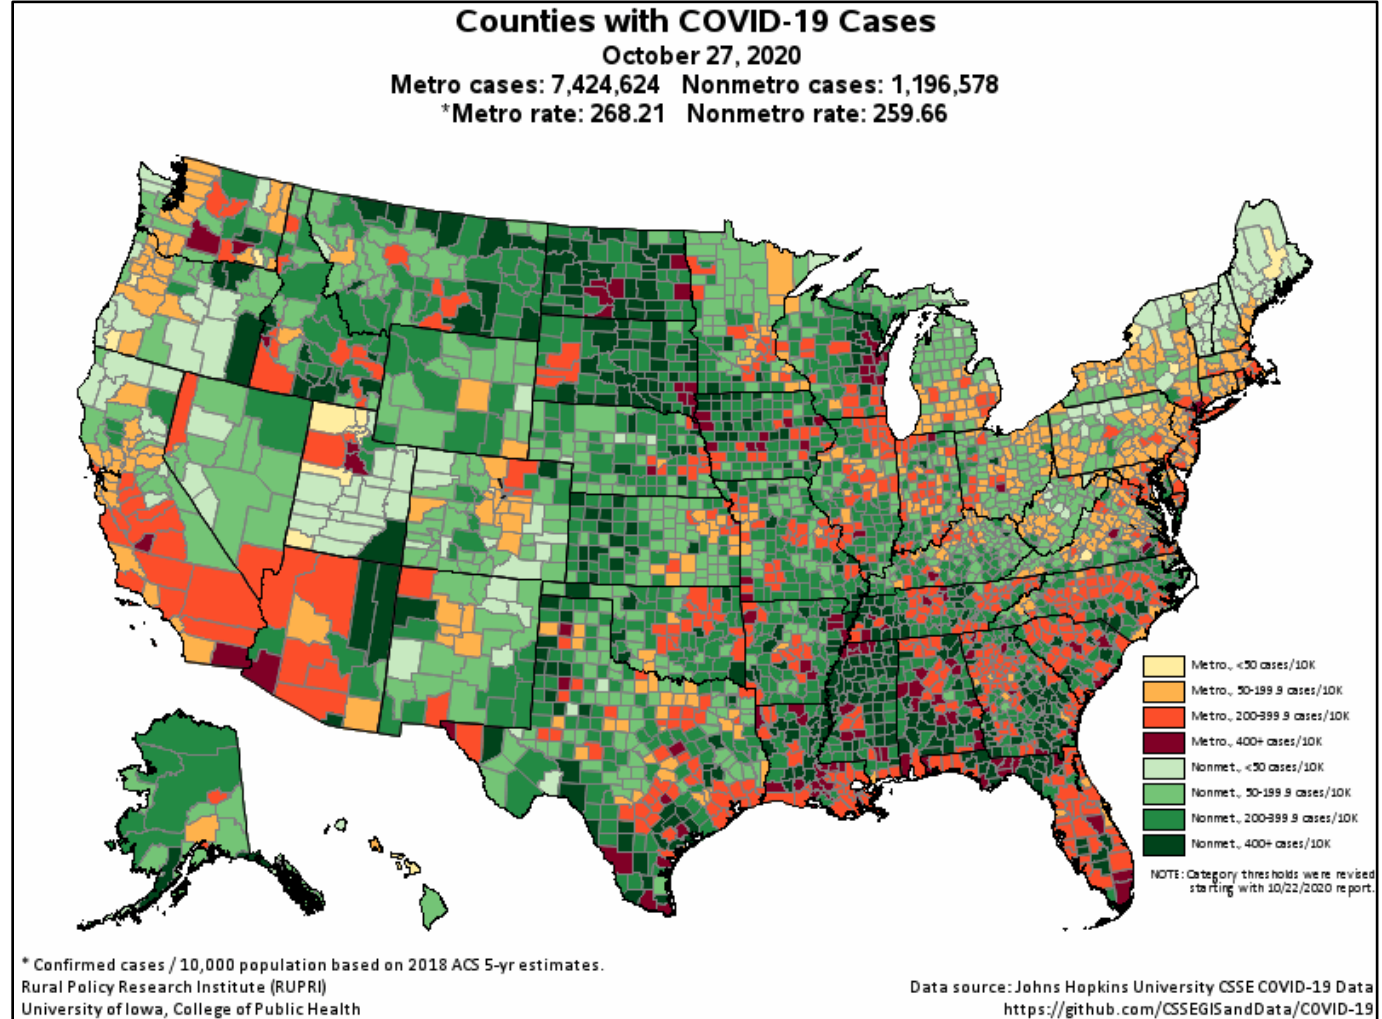 Counties with COVID-19 Cases
October 27, 2020
Metro cases: 7,424,624 Nonmetro cases: 1,196,578
*Metro rate: 268.21 Nonmetro rate: 259.66
Metro., <50 cases/10K
Metro., 50-199.9 cases/10K
Metro., 200-399.9 cases/10K
Metro., 400+ cases/10K
Nonmet., <50 cases/10K
Nonmet., 50-199.9 cases/10K
Nonmet., 200-399.9 cases/10K
Nonmet., 400+ cases/10K
NOTE: Category thresholds were revised
starting with 10/22/2020 report.
* Confirmed cases / 10,000 population based on 2018 ACS 5-yr estimates.
Rural Policy Research Institute (RUPRI)
University of Iowa, College of Public Health
Data source: Johns Hopkins University CSSE COVID-19 Data
https://github.com/CSSEGISandData/COVID-19